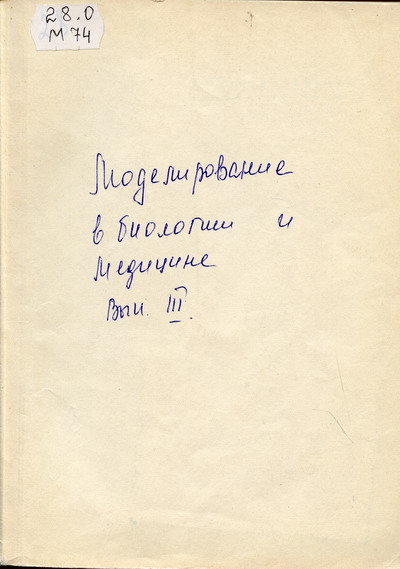 28.0
М 74
Моделирование
в биологии и
медицине
Вып. III.